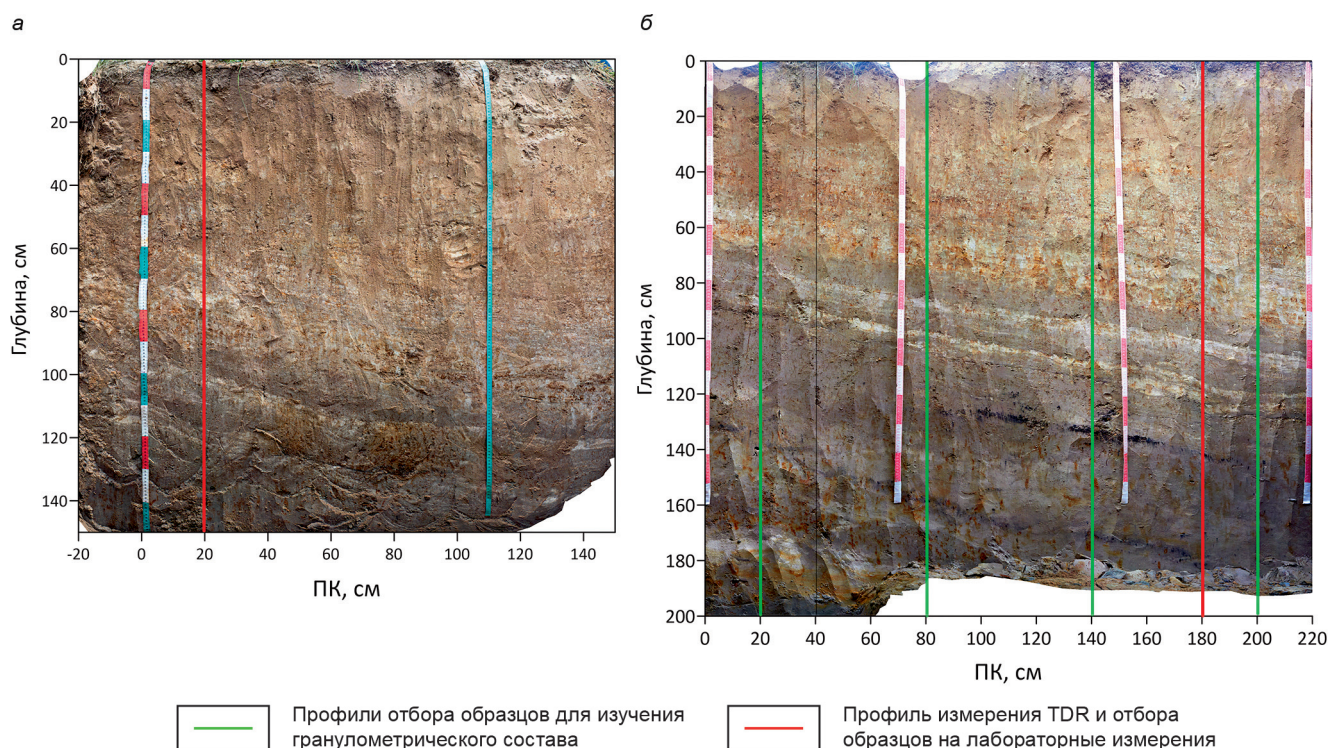 а
б
0
20
40
60
80
100
120
140
Глубина, см
-20 0 20 40 60 80 100 120 140
ПК, см
0
20
40
60
80
100
120
140
160
180
200
Глубина, см
0 20 40 60 80 100 120 140 160 180 200 220
ПК, см
Профили отбора образцов для изучения
гранулометрического состава
Профиль измерения TDR и отбора
образцов на лабораторные измерения